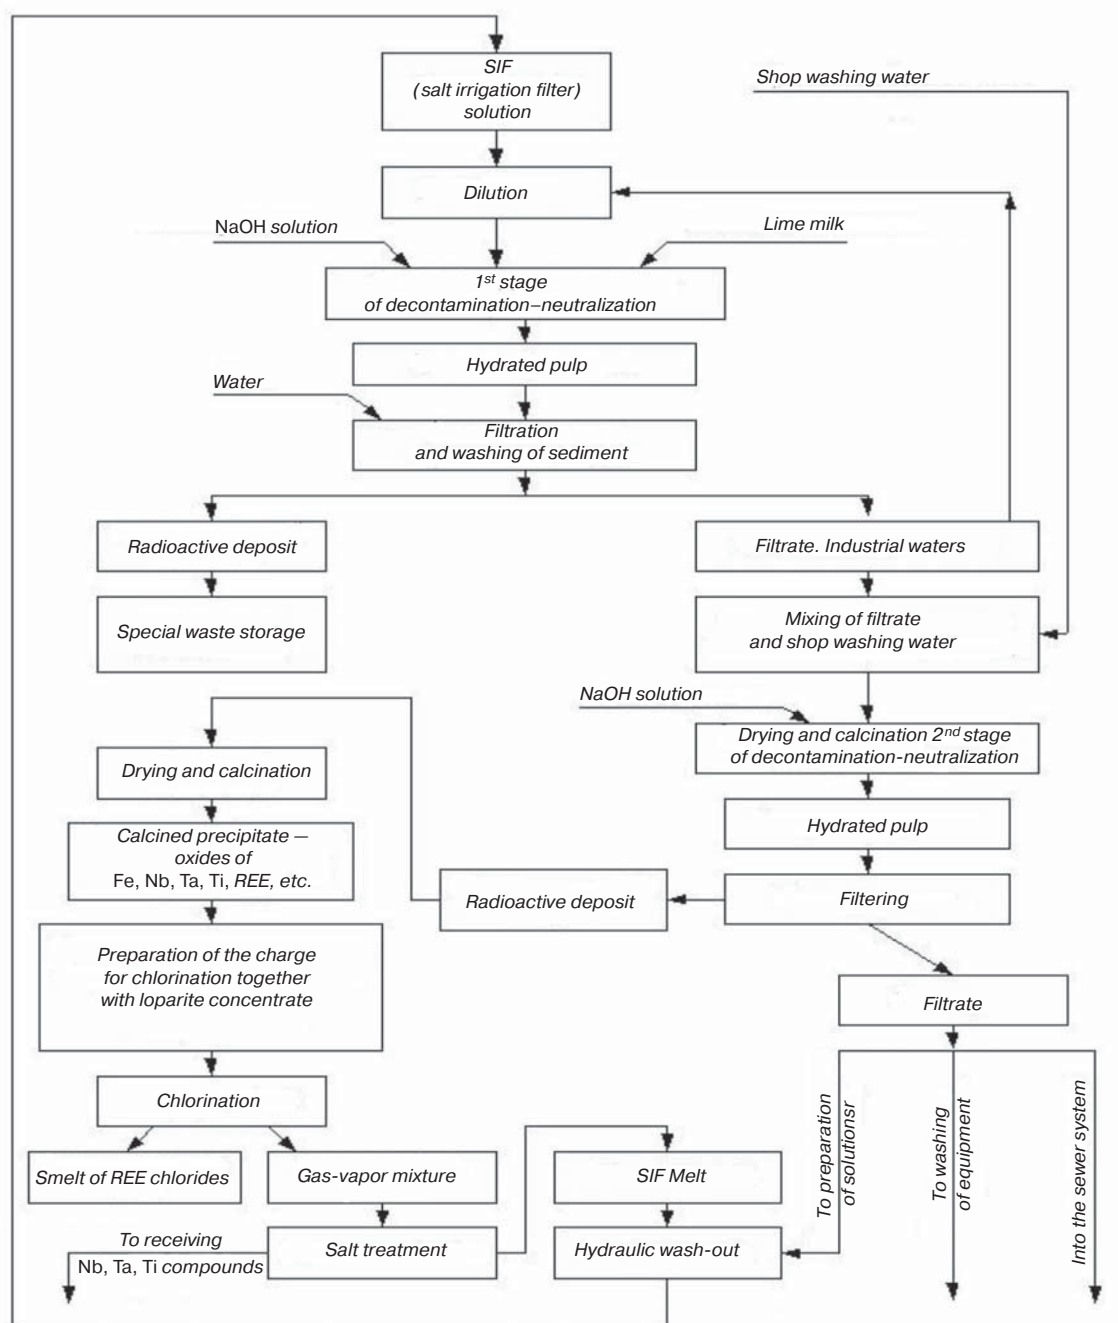 SIF
(salt irrigation filter)
solution
Shop washing water
Dilution
NaOH solution
Lime milk
1st stage
of decontamination–neutralization
Hydrated pulp
Water
Filtration
and washing of sediment
Radioactive deposit
Filtrate. Industrial waters
Special waste storage
Mixing of filtrate
and shop washing water
NaOH solution
Drying and calcination 2nd stage
of decontamination-neutralization
Drying and calcination
Hydrated pulp
Calcined precipitate —
oxides of
Fe, Nb, Ta, Ti, REE, etc.
Radioactive deposit
Filtering
Preparation of the charge
for chlorination together
with loparite concentrate
Filtrate
Chlorination
To preparation
of solutionsr
To washing
of equipment
Into the sewer system
Smelt of REE chlorides
Gas-vapor mixture
SIF Melt
To receiving
Nb, Ta, Ti compounds
Salt treatment
Hydraulic wash-out